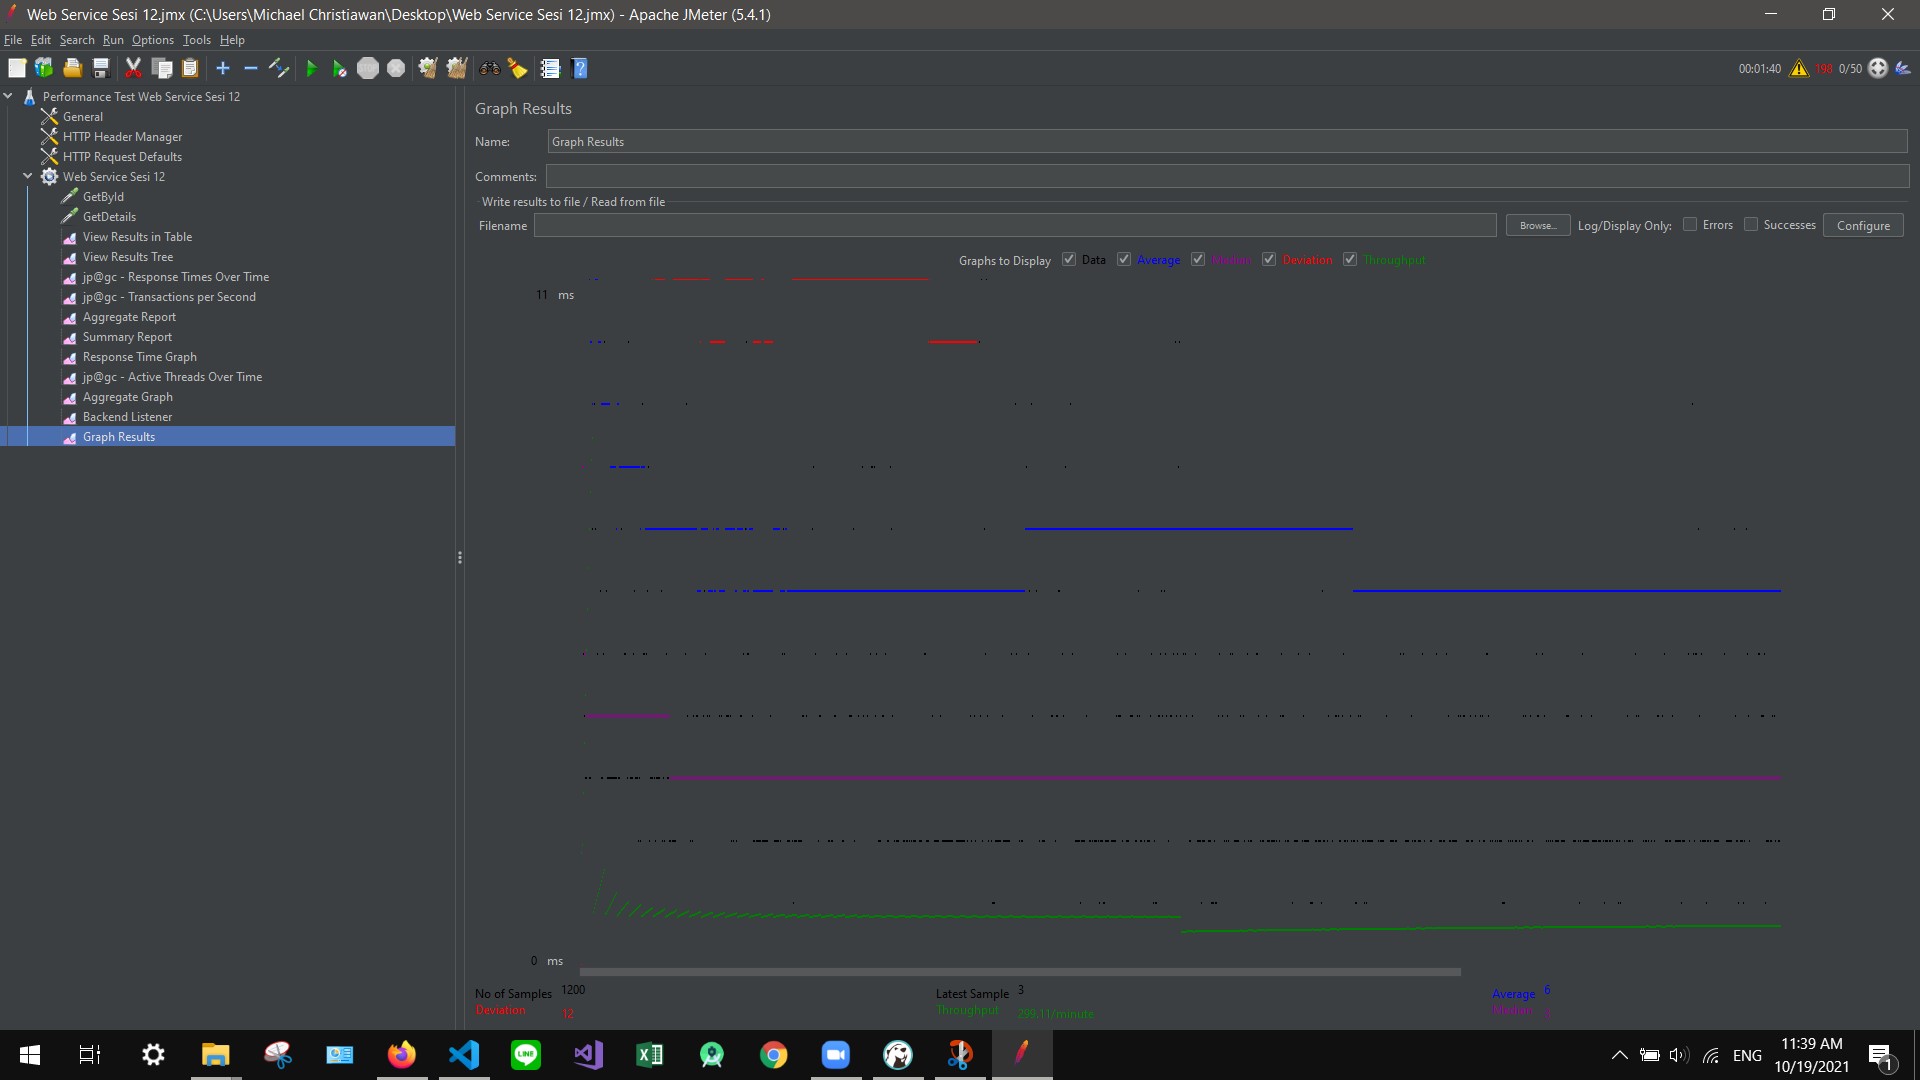 Web Service Sesi 12.jmx (C:\Users\Michael Christiawan\Desktop\Web Service Sesi 12.jmx) - Apache JMeter (5.4.1)
File Edit Search Run Options Tools Help
00:01:40 198 0/50
Performance Test Web Service Sesi 12
General
HTTP Header Manager
HTTP Request Defaults
Web Service Sesi 12
GetById
GetDetails
View Results in Table
View Results Tree
jp@gc - Response Times Over Time
jp@gc - Transactions per Second
Aggregate Report
Summary Report
Response Time Graph
jp@gc - Active Threads Over Time
Aggregate Graph
Backend Listener
Graph Results
Graph Results
Name: Graph Results
Comments:
Write results to file / Read from file
Filename Browse... Log/Display Only: Errors Successes Configure
Graphs to Display Data Average Median Deviation Throughput
11 ms
0 ms
No of Samples 1200 Latest Sample 3 Average 6
Deviation 12 Throughput 299.11/minute Median
LINE
ENG
11:39 AM
10/19/2021
1